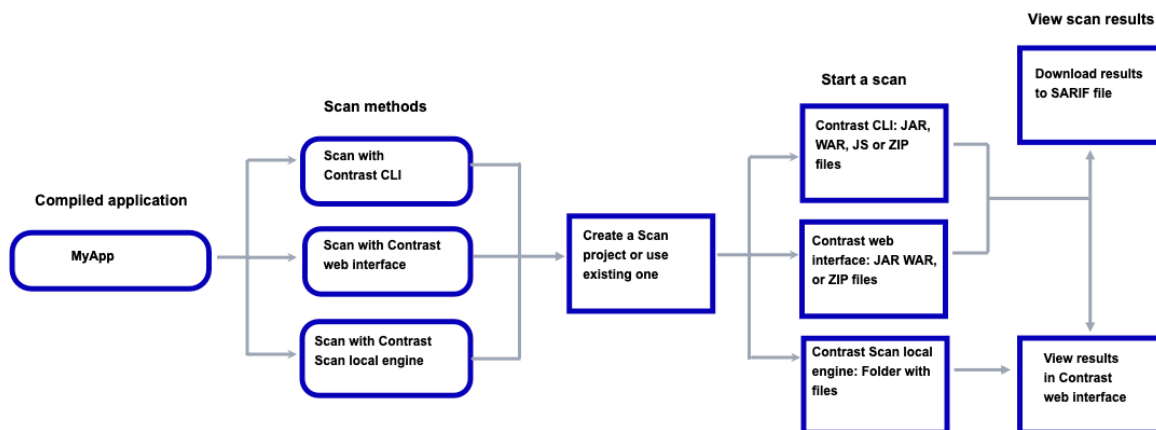 Compiled application
MyApp
Scan methods
Scan with
Contrast CLI
Scan with Contrast
web interface
Scan with Contrast
Scan local engine
Create a Scan
project or use
existing one
Start a scan
Contrast CLI: JAR,
WAR, JS or ZIP
files
Contrast web
interface: JAR WAR,
or ZIP files
Contrast Scan local
engine: Folder with
files
View scan results
Download results
to SARIF file
View results
in Contrast
web interface